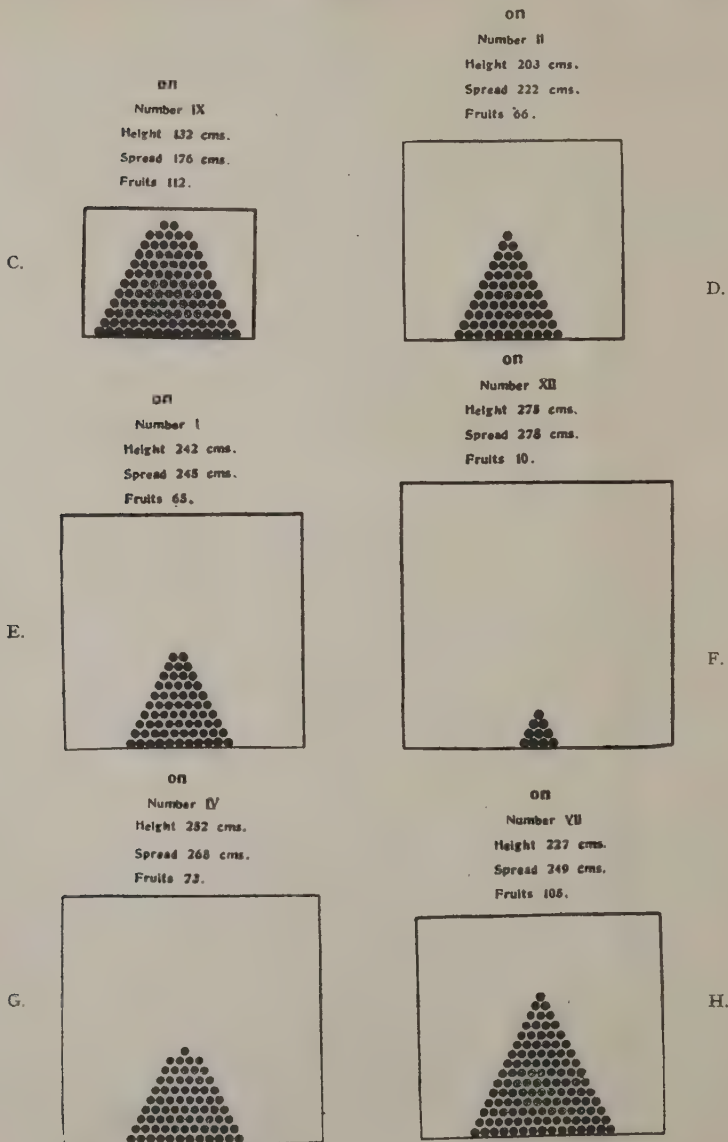 on
Number IX
Height 132 cms.
Spread 176 cms.
Fruits 112.
C.
on
Number II
Height 203 cms.
Spread 222 cms.
Fruits 66.
D.
on
Number I
Height 242 cms.
Spread 245 cms.
Fruits 65.
E.
on
Number XII
Height 275 cms.
Spread 278 cms.
Fruits 10.
F.
on
Number IV
Height 252 cms.
Spread 268 cms.
Fruits 73.
G.
on
Number VII
Height 227 cms.
Spread 249 cms.
Fruits 105.
H.